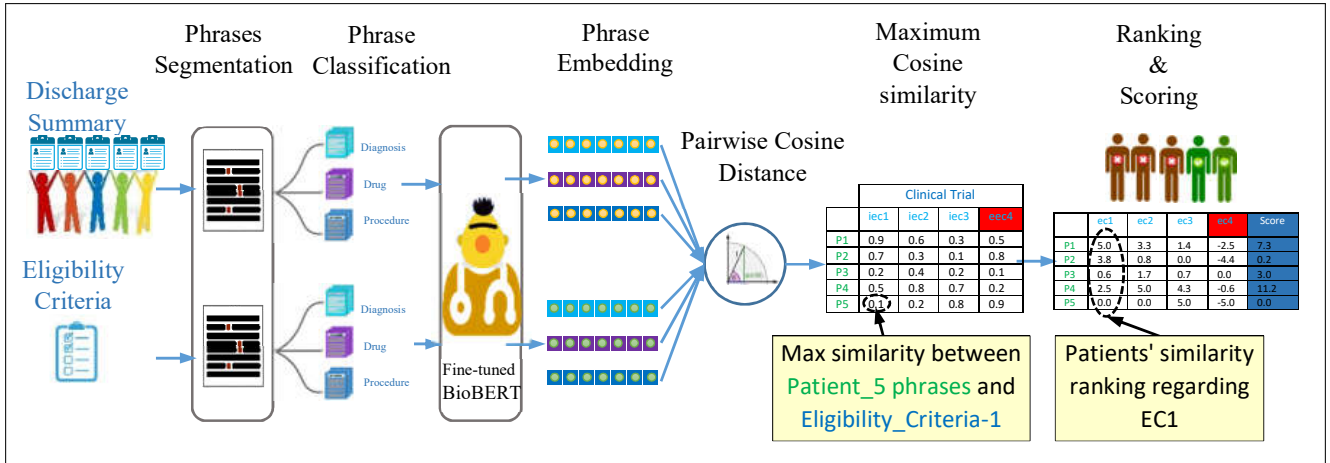 Phrases
Segmentation
Phrase
Classification
Phrase
Embedding
Maximum
Cosine
similarity
Ranking
&
Scoring
Discharge
Summary
Diagnosis
Drug
Procedure
Eligibility
Criteria
Diagnosis
Drug
Procedure
Fine-tuned
BioBERT
Pairwise Cosine
Distance
Clinical Trial
iec1 iec2 iec3 eec4
P1 0.9 0.6 0.3 0.5
P2 0.7 0.3 0.1 0.8
P3 0.2 0.4 0.2 0.1
P4 0.5 0.8 0.7 0.2
P5 0.1 0.2 0.8 0.9
Max similarity between
Patient_5 phrases and
Eligibility_Criteria-1
ec1 ec2 ec3 ec4 Score
P1 5.0 3.3 1.4 -2.5 7.3
P2 3.8 0.8 0.0 -4.4 0.2
P3 0.6 1.7 0.7 0.0 3.0
P4 2.5 5.0 4.3 -0.6 11.2
P5 0.0 0.0 5.0 -5.0 0.0
Patients' similarity
ranking regarding
EC1